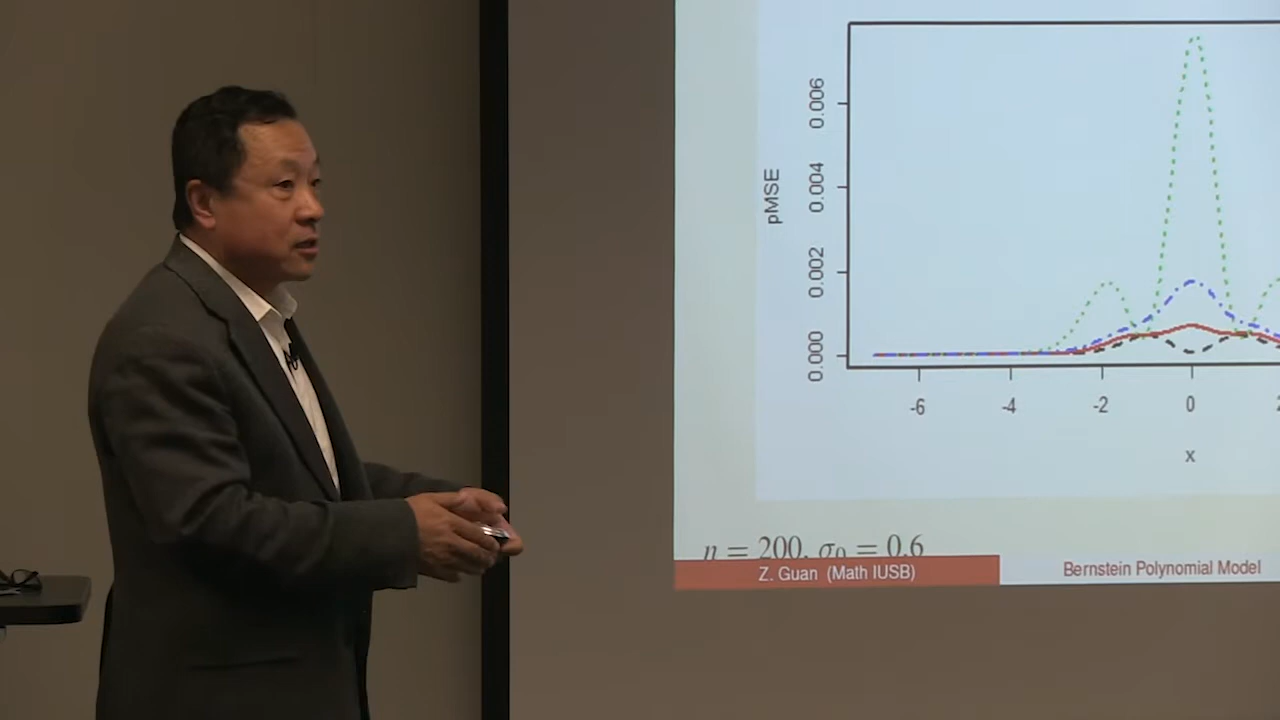 0.006
0.004
0.002
0.000
pMSE
-6 -4 -2 0
x
n = 200, σ0 = 0.6
Z. Guan (Math IUSB)
Bernstein Polynomial Model